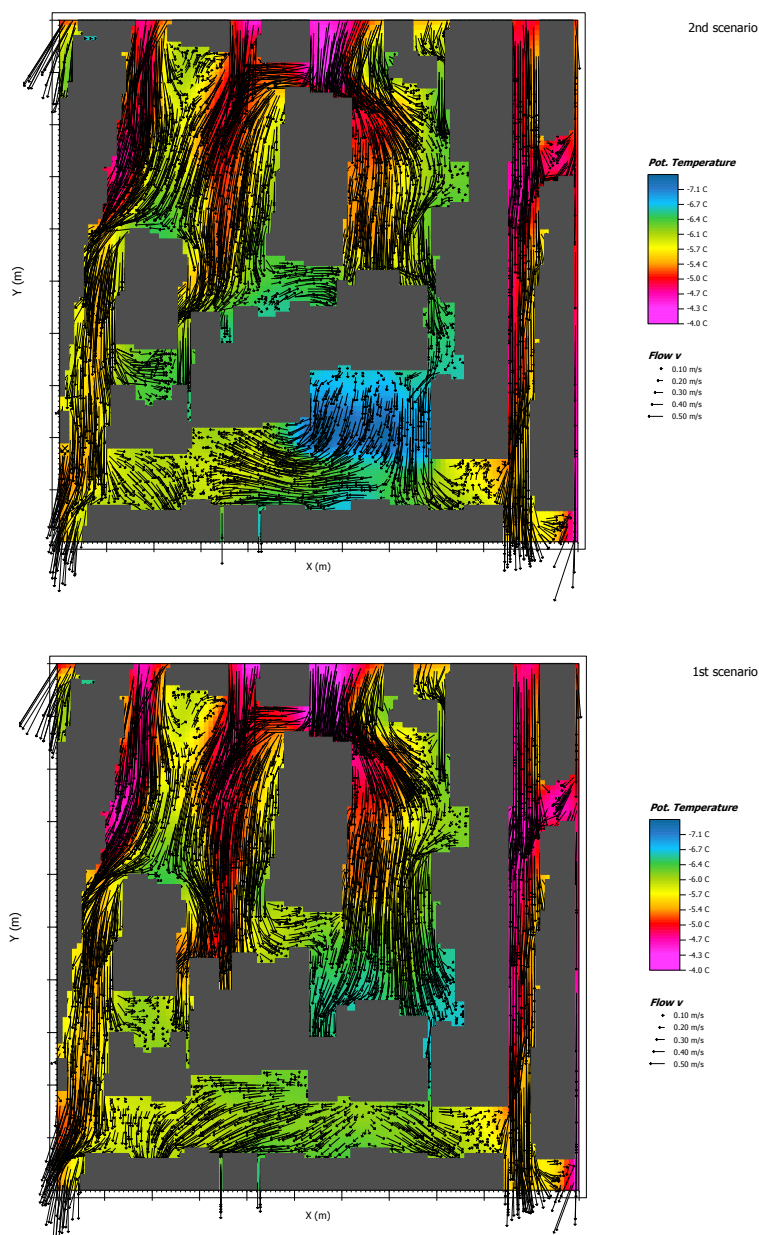 2nd scenario
Pot. Temperature
-7.1 C
-6.7 C
-6.4 C
-6.1 C
-5.7 C
-5.4 C
-5.0 C
-4.7 C
-4.3 C
-4.0 C
Flow v
0.10 m/s
0.20 m/s
0.30 m/s
0.40 m/s
0.50 m/s
Y (m)
X (m)
1st scenario
Pot. Temperature
-7.1 C
-6.7 C
-6.4 C
-6.0 C
-5.7 C
-5.4 C
-5.0 C
-4.7 C
-4.3 C
-4.0 C
Flow v
0.10 m/s
0.20 m/s
0.30 m/s
0.40 m/s
0.50 m/s
Y (m)
X (m)